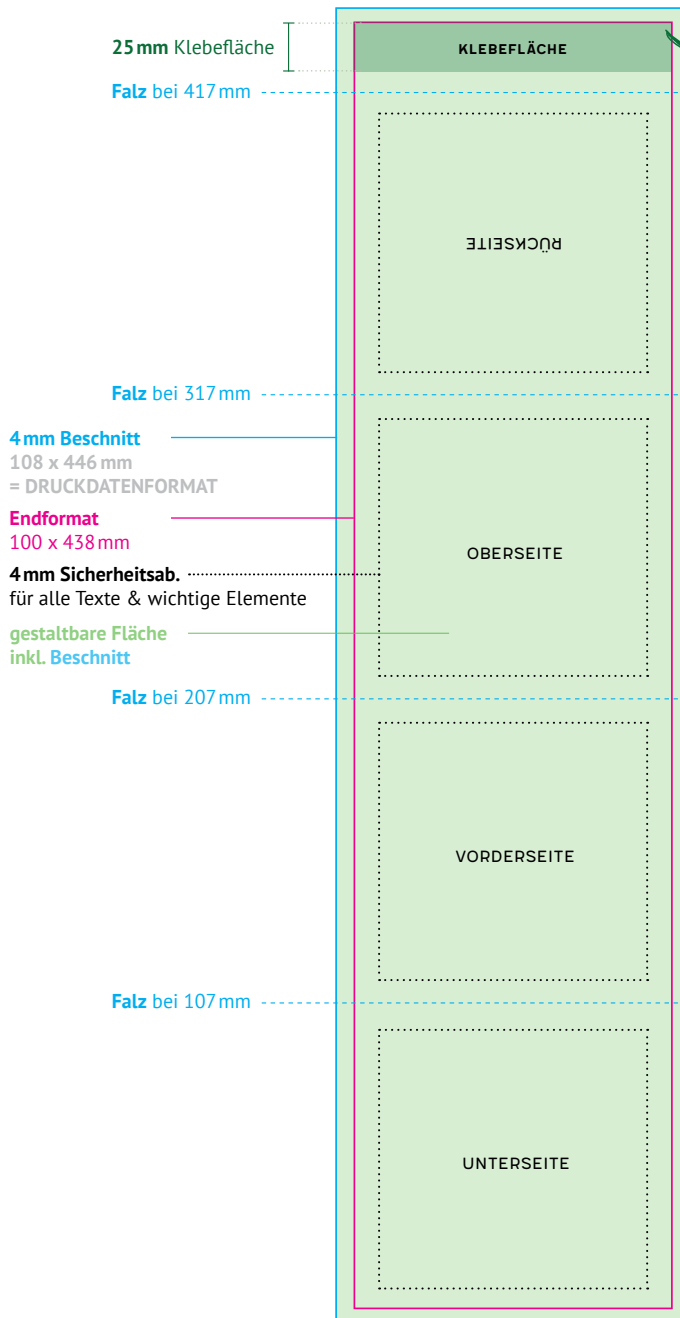 25 mm Klebefläche
KLEBEFLÄCHE
Falz bei 417 mm
RÜCKSEITE
Falz bei 317 mm
4 mm Beschnitt
108 x 446 mm
= DRUCKDATENFORMAT
Endformat
100 x 438 mm
OBERSEITE
4 mm Sicherheitsab.
für alle Texte & wichtige Elemente
gestaltbare Fläche
inkl. Beschnitt
Falz bei 207 mm
VORDERSEITE
Falz bei 107 mm
UNTERSEITE